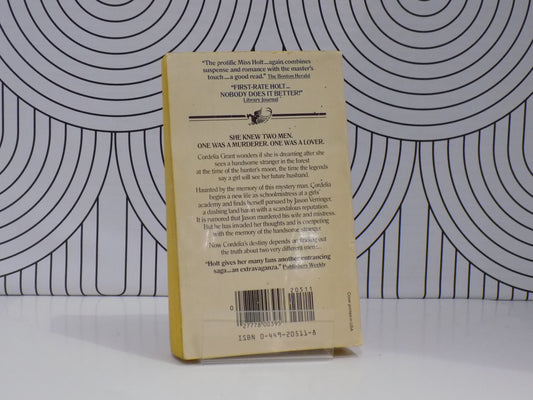 "The prolific Miss Holt...again combines
suspense and romance with the master's
touch...a good read." The Boston Herald
"FIRST-RATE HOLT...
NOBODY DOES IT BETTER!"
Library Journal
SHE KNEW TWO MEN.
ONE WAS A MURDERER. ONE WAS A LOVER.
Cordelia Grant wonders if she is dreaming after she
sees a handsome stranger in the forest
at the time of the hunter's moon, the time the legends
say a girl will see her future husband.
Haunted by the memory of this mystery man, Cordelia
begins a new life as schoolmistress at a girls'
academy and finds herself pursued by Jason Verringer,
a dashing land baron with a scandalous reputation.
It is rumored that Jason murdered his wife and mistress.
But he has invaded her thoughts and is competing
with the memory of the handsome stranger.
Now Cordelia's destiny depends on finding out
the truth about two very different men...
"Holt gives her many fans another entrancing
saga...an extravaganza." Publishers Weekly
20511
0
27778 00395
ISBN 0-449-20511-8
Cover printed in USA